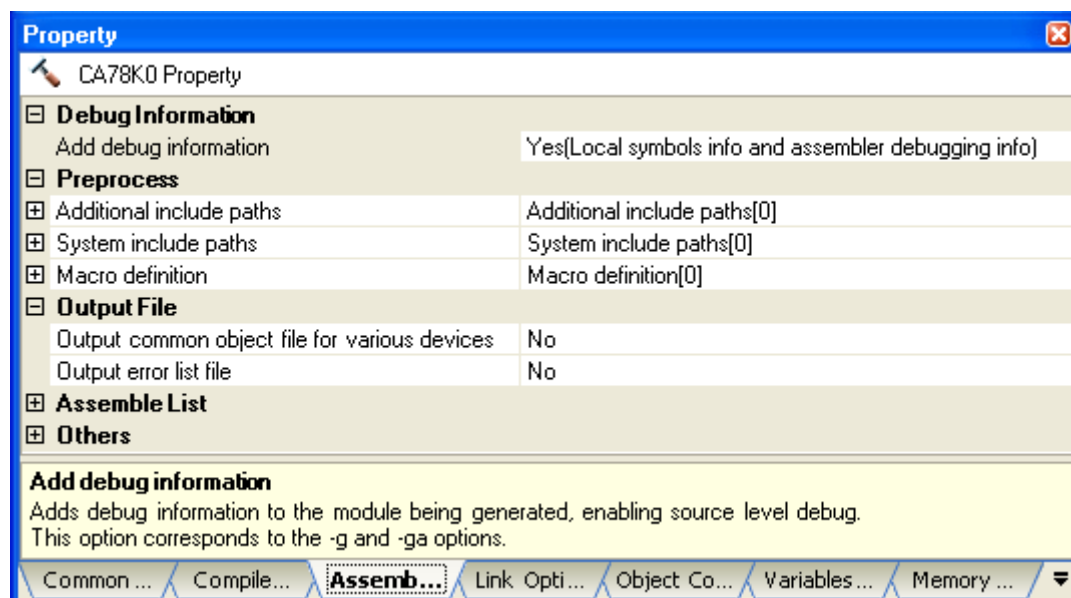 Property
CA78K0 Property
Debug Information
Add debug information Yes(Local symbols info and assembler debugging info)
Preprocess
Additional include paths Additional include paths[0]
System include paths System include paths[0]
Macro definition Macro definition[0]
Output File
Output common object file for various devices No
Output error list file No
Assemble List
Others
Add debug information
Adds debug information to the module being generated, enabling source level debug.
This option corresponds to the -g and -ga options.
Common ... Compile... Assemb... Link Opti... Object Co... Variables... Memory ...